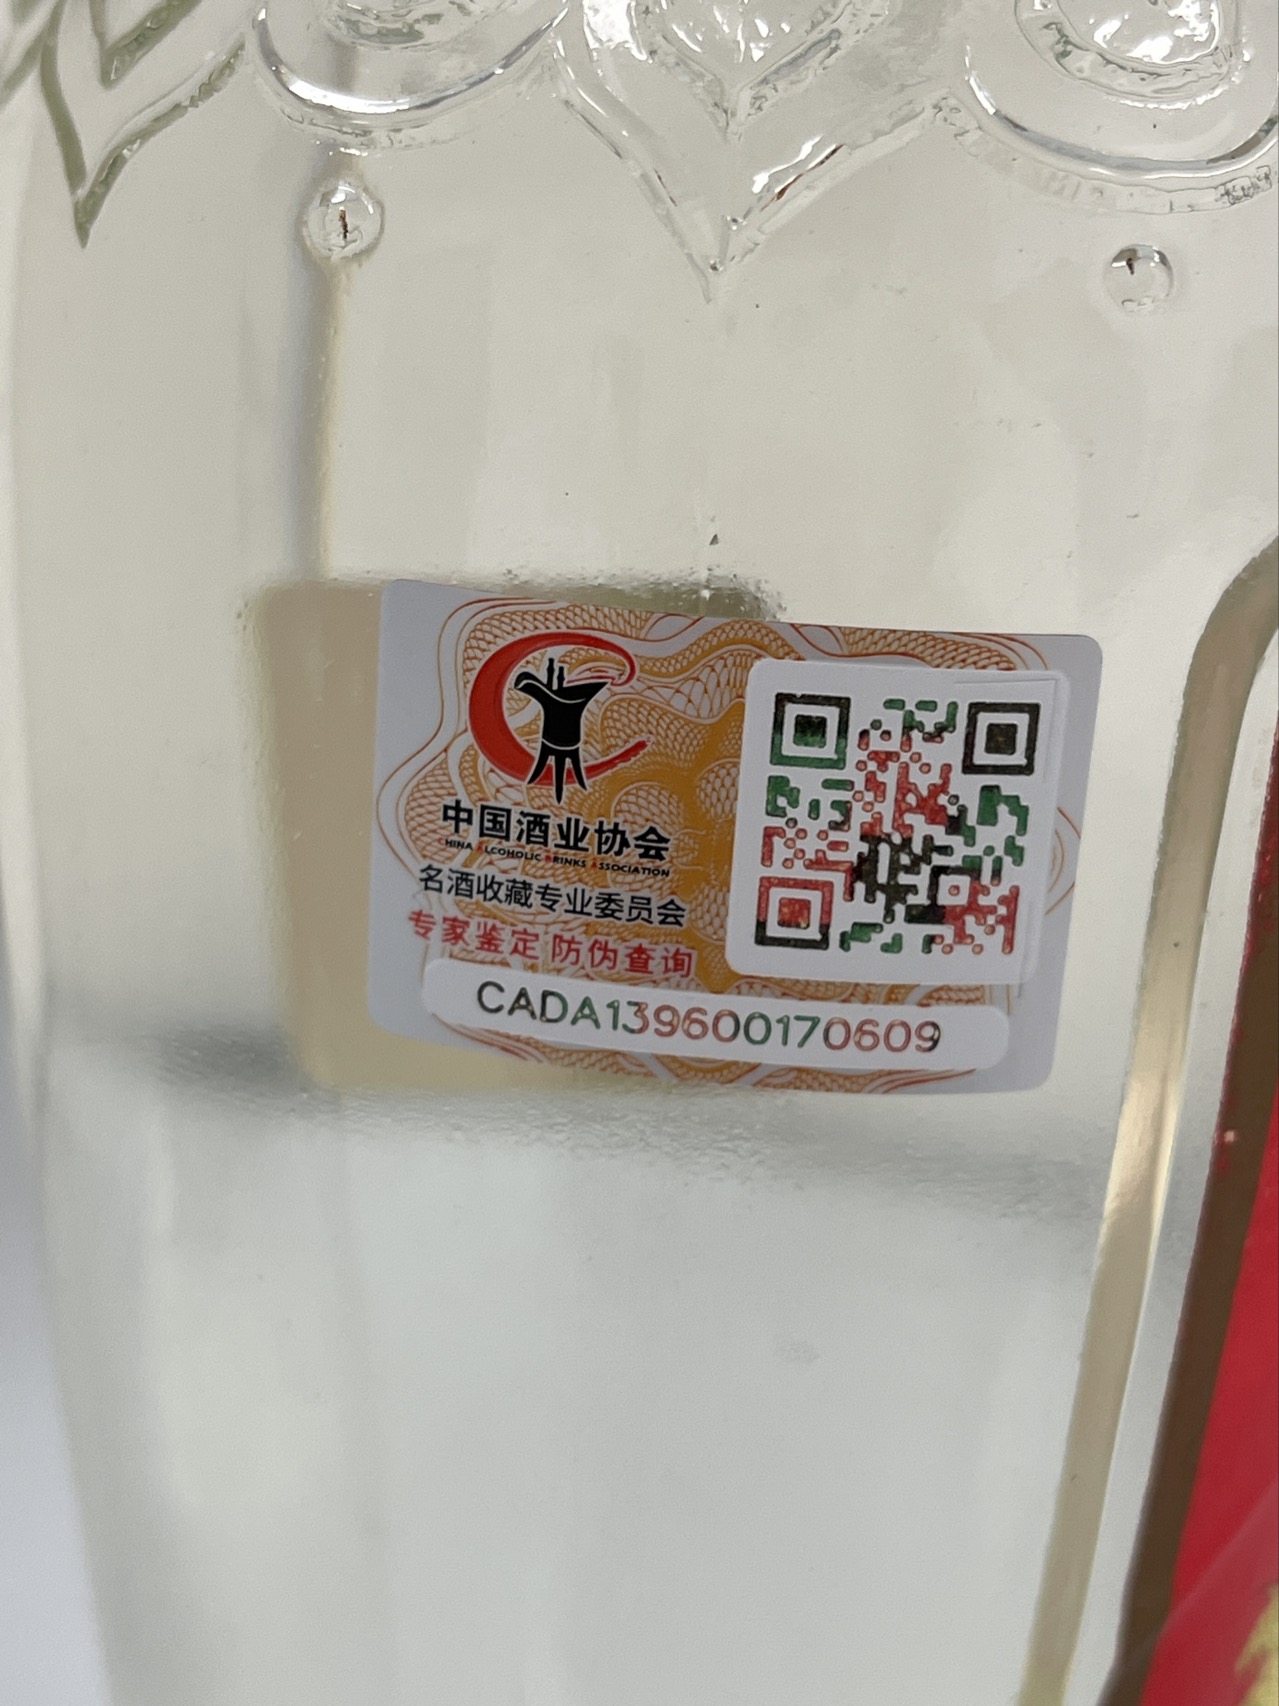 中国酒业协会
CHINA ALCOHOLIC DRINKS ASSOCIATION
名酒收藏专业委员会
专家鉴定 防伪查询
CADA139600170609